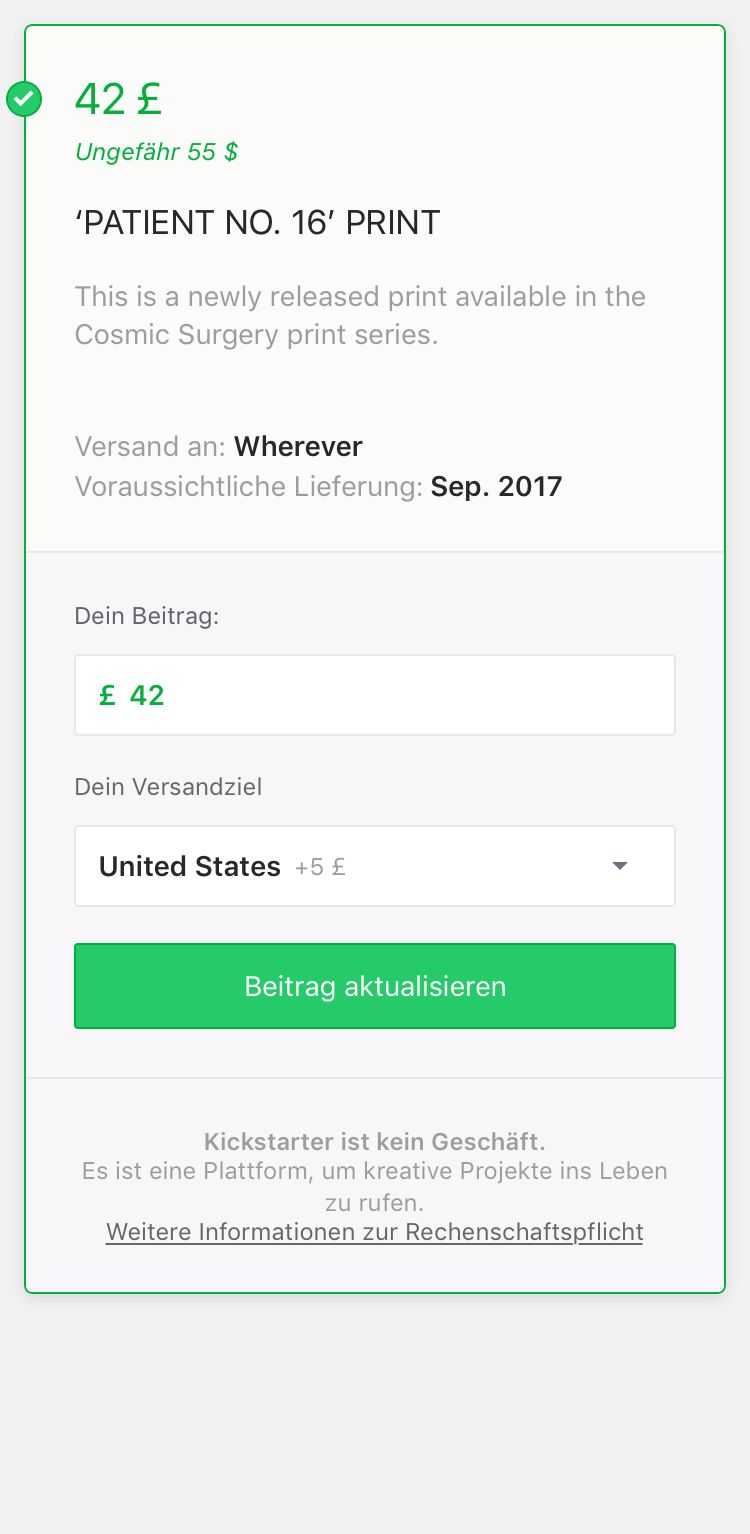 42 £
Ungefähr 55 $
‘PATIENT NO. 16’ PRINT
This is a newly released print available in the
Cosmic Surgery print series.
Versand an: Wherever
Voraussichtliche Lieferung: Sep. 2017
Dein Beitrag:
£ 42
Dein Versandziel
United States +5 £
Beitrag aktualisieren
Kickstarter ist kein Geschäft.
Es ist eine Plattform, um kreative Projekte ins Leben
zu rufen.
Weitere Informationen zur Rechenschaftspflicht